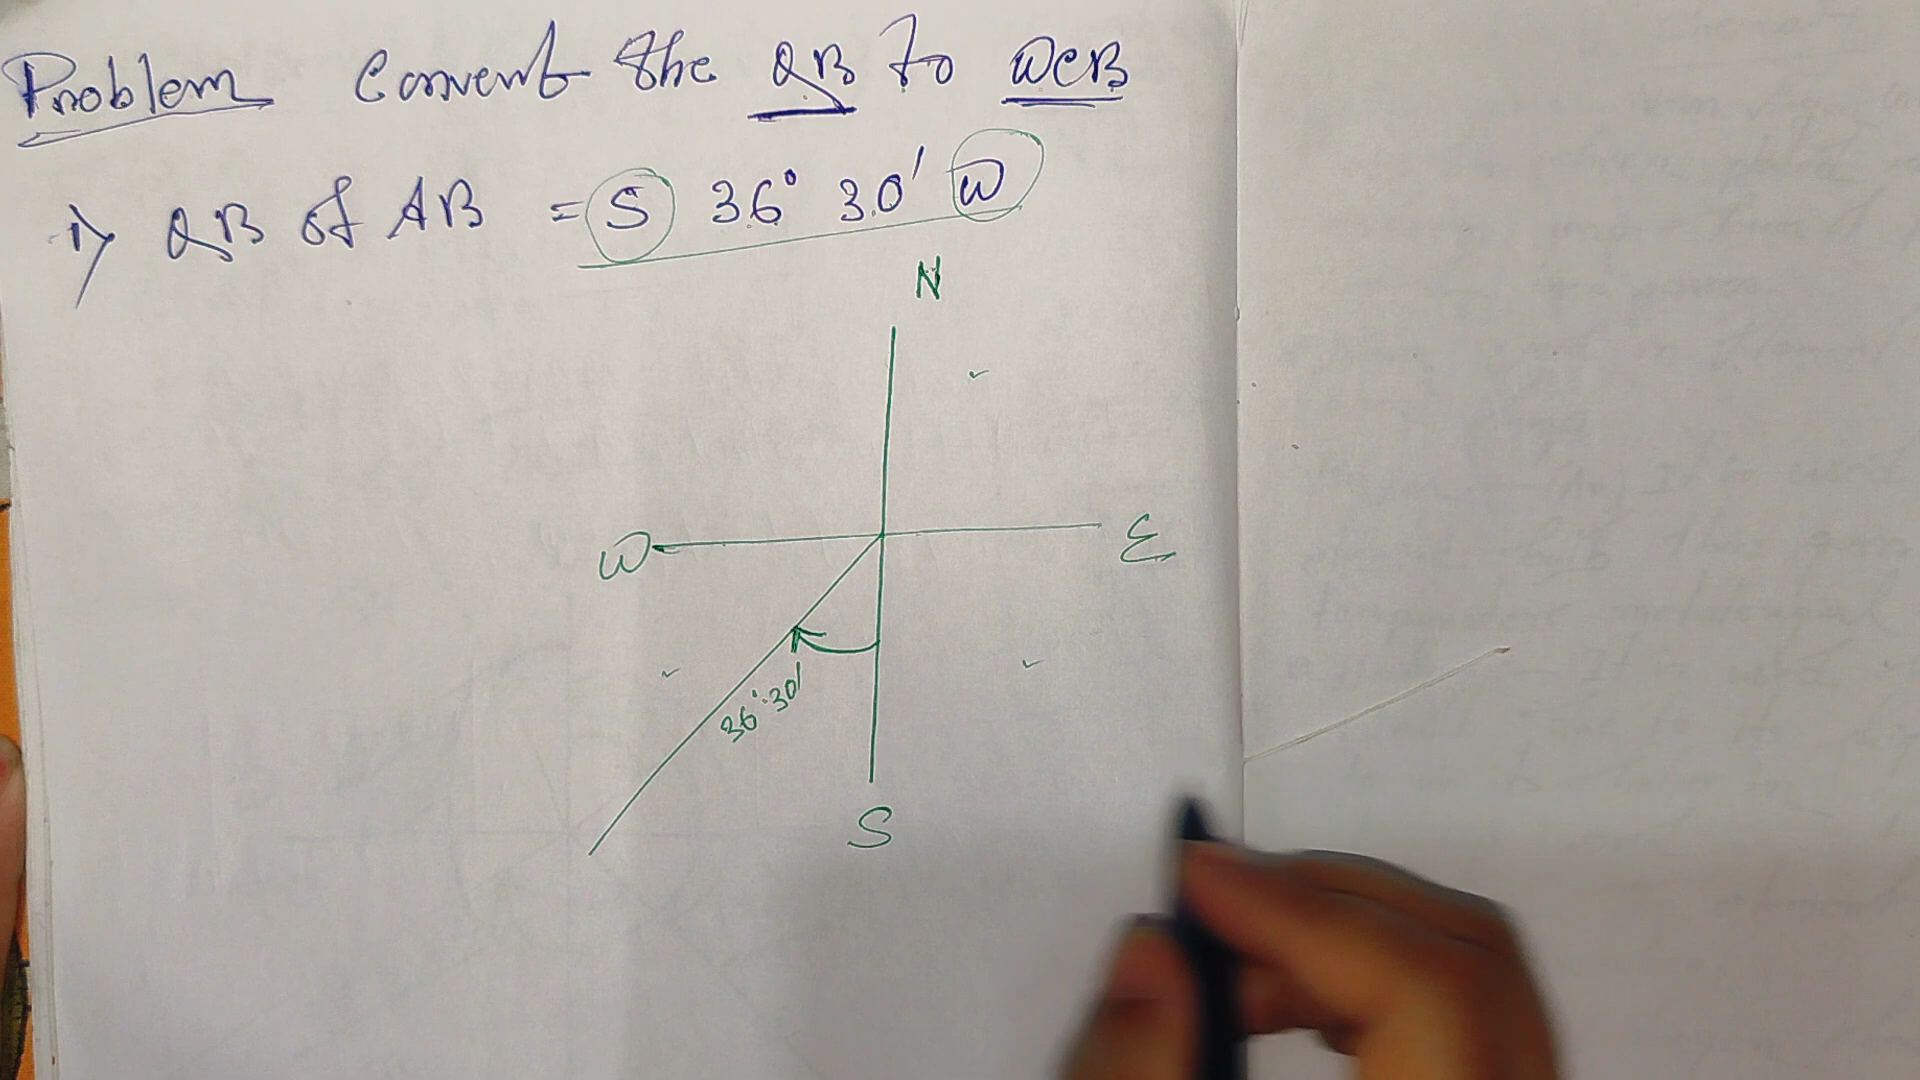 Problem Convert the QB to WCB
1) QB of AB = S 36° 30' W
N
W
E
36° 30'
S